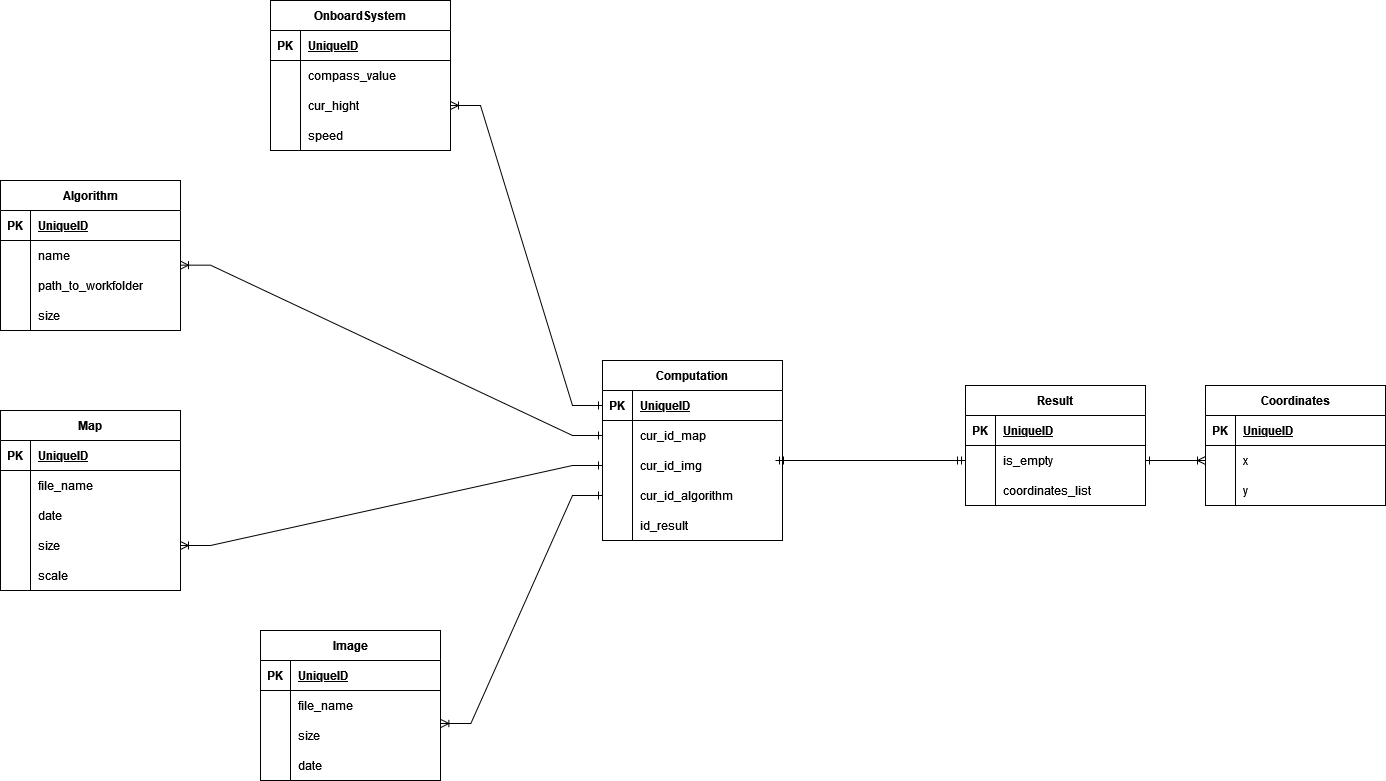 OnboardSystem
PK UniqueID
compass_value
cur_hight
speed
Algorithm
PK UniqueID
name
path_to_workfolder
size
Map
PK UniqueID
file_name
date
size
scale
Image
PK UniqueID
file_name
size
date
Computation
PK UniqueID
cur_id_map
cur_id_img
cur_id_algorithm
id_result
Result
PK UniqueID
is_empty
coordinates_list
Coordinates
PK UniqueID
x
y